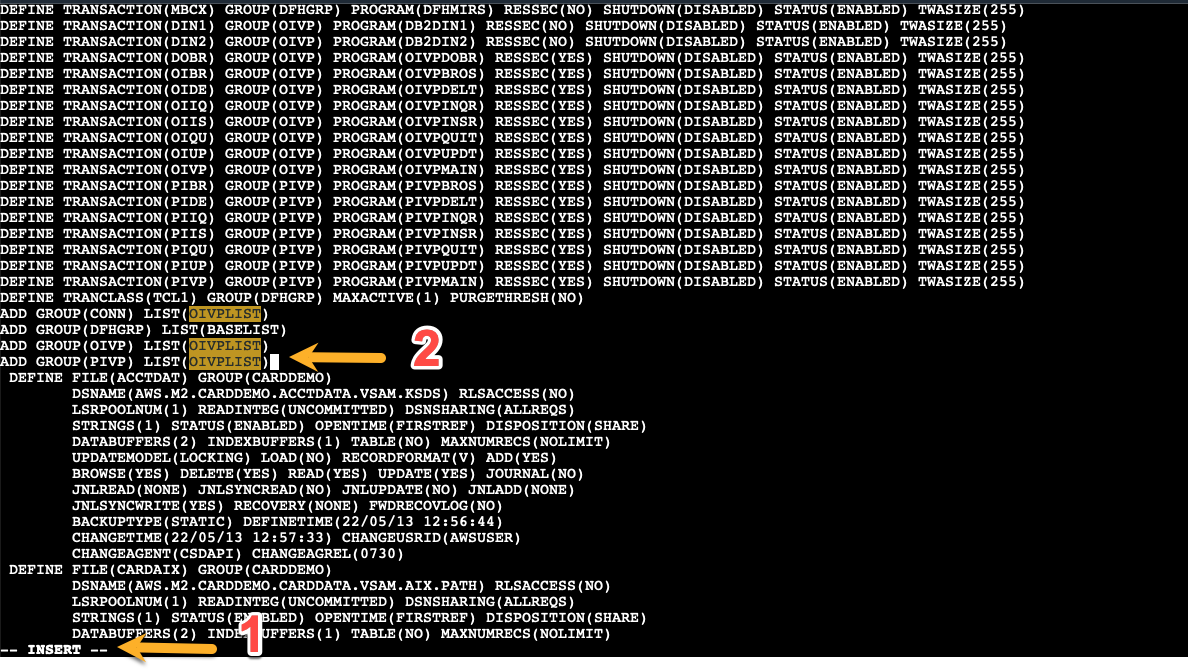 DEFINE TRANSACTION(MBCX) GROUP(DFHGRP) PROGRAM(DFHMIRS) RESSEC(NO) SHUTDOWN(DISABLED) STATUS(ENABLED) TWASIZE(255)
DEFINE TRANSACTION(DIN1) GROUP(OIVP) PROGRAM(DB2DIN1) RESSEC(NO) SHUTDOWN(DISABLED) STATUS(ENABLED) TWASIZE(255)
DEFINE TRANSACTION(DIN2) GROUP(OIVP) PROGRAM(DB2DIN2) RESSEC(NO) SHUTDOWN(DISABLED) STATUS(ENABLED) TWASIZE(255)
DEFINE TRANSACTION(DOBR) GROUP(OIVP) PROGRAM(OIVPDOBR) RESSEC(YES) SHUTDOWN(DISABLED) STATUS(ENABLED) TWASIZE(255)
DEFINE TRANSACTION(OIBR) GROUP(OIVP) PROGRAM(OIVPBROS) RESSEC(YES) SHUTDOWN(DISABLED) STATUS(ENABLED) TWASIZE(255)
DEFINE TRANSACTION(OIDE) GROUP(OIVP) PROGRAM(OIVPDELT) RESSEC(YES) SHUTDOWN(DISABLED) STATUS(ENABLED) TWASIZE(255)
DEFINE TRANSACTION(OIIQ) GROUP(OIVP) PROGRAM(OIVPINQR) RESSEC(YES) SHUTDOWN(DISABLED) STATUS(ENABLED) TWASIZE(255)
DEFINE TRANSACTION(OIIS) GROUP(OIVP) PROGRAM(OIVPINSR) RESSEC(YES) SHUTDOWN(DISABLED) STATUS(ENABLED) TWASIZE(255)
DEFINE TRANSACTION(OIQU) GROUP(OIVP) PROGRAM(OIVPQUIT) RESSEC(YES) SHUTDOWN(DISABLED) STATUS(ENABLED) TWASIZE(255)
DEFINE TRANSACTION(OIUP) GROUP(OIVP) PROGRAM(OIVPUPDT) RESSEC(YES) SHUTDOWN(DISABLED) STATUS(ENABLED) TWASIZE(255)
DEFINE TRANSACTION(OIVP) GROUP(OIVP) PROGRAM(OIVPMAIN) RESSEC(YES) SHUTDOWN(DISABLED) STATUS(ENABLED) TWASIZE(255)
DEFINE TRANSACTION(PIBR) GROUP(PIVP) PROGRAM(PIVPBROS) RESSEC(YES) SHUTDOWN(DISABLED) STATUS(ENABLED) TWASIZE(255)
DEFINE TRANSACTION(PIDE) GROUP(PIVP) PROGRAM(PIVPDELT) RESSEC(YES) SHUTDOWN(DISABLED) STATUS(ENABLED) TWASIZE(255)
DEFINE TRANSACTION(PIIQ) GROUP(PIVP) PROGRAM(PIVPINQR) RESSEC(YES) SHUTDOWN(DISABLED) STATUS(ENABLED) TWASIZE(255)
DEFINE TRANSACTION(PIIS) GROUP(PIVP) PROGRAM(PIVPINSR) RESSEC(YES) SHUTDOWN(DISABLED) STATUS(ENABLED) TWASIZE(255)
DEFINE TRANSACTION(PIQU) GROUP(PIVP) PROGRAM(PIVPQUIT) RESSEC(YES) SHUTDOWN(DISABLED) STATUS(ENABLED) TWASIZE(255)
DEFINE TRANSACTION(PIUP) GROUP(PIVP) PROGRAM(PIVPUPDT) RESSEC(YES) SHUTDOWN(DISABLED) STATUS(ENABLED) TWASIZE(255)
DEFINE TRANSACTION(PIVP) GROUP(PIVP) PROGRAM(PIVPMAIN) RESSEC(YES) SHUTDOWN(DISABLED) STATUS(ENABLED) TWASIZE(255)
DEFINE TRANCLASS(TCL1) GROUP(DFHGRP) MAXACTIVE(1) PURGETHRESH(NO)
ADD GROUP(CONN) LIST(OIVPLIST)
ADD GROUP(DFHGRP) LIST(BASELIST)
ADD GROUP(OIVP) LIST(OIVPLIST)
ADD GROUP(PIVP) LIST(OIVPLIST)
2
DEFINE FILE(ACCTDAT) GROUP(CARDDEMO)
DSNAME(AWS.M2.CARDDEMO.ACCTDATA.VSAM.KSDS) RLSACCESS(NO)
LSRPOOLNUM(1) READINTEG(UNCOMMITTED) DSNSHARING(ALLREQS)
STRINGS(1) STATUS(ENABLED) OPENTIME(FIRSTREF) DISPOSITION(SHARE)
DATABUFFERS(2) INDEXBUFFERS(1) TABLE(NO) MAXNUMRECS(NOLIMIT)
UPDATEMODEL(LOCKING) LOAD(NO) RECORDFORMAT(V) ADD(YES)
BROWSE(YES) DELETE(YES) READ(YES) UPDATE(YES) JOURNAL(NO)
JNLREAD(NONE) JNLSYNCREAD(NO) JNLUPDATE(NO) JNLADD(NONE)
JNLSYNCWRITE(YES) RECOVERY(NONE) FWDRECOVLOG(NO)
BACKUPTYPE(STATIC) DEFINETIME(22/05/13 12:56:44)
CHANGETIME(22/05/13 12:57:33) CHANGEUSRID(AWSUSER)
CHANGEAGENT(CSDAPI) CHANGEAGREL(0730)
DEFINE FILE(CARDAIX) GROUP(CARDDEMO)
DSNAME(AWS.M2.CARDDEMO.CARDDATA.VSAM.AIX.PATH) RLSACCESS(NO)
LSRPOOLNUM(1) READINTEG(UNCOMMITTED) DSNSHARING(ALLREQS)
STRINGS(1) STATUS(ENABLED) OPENTIME(FIRSTREF) DISPOSITION(SHARE)
DATABUFFERS(2) INDEXBUFFERS(1) TABLE(NO) MAXNUMRECS(NOLIMIT)
-- INSERT --
1